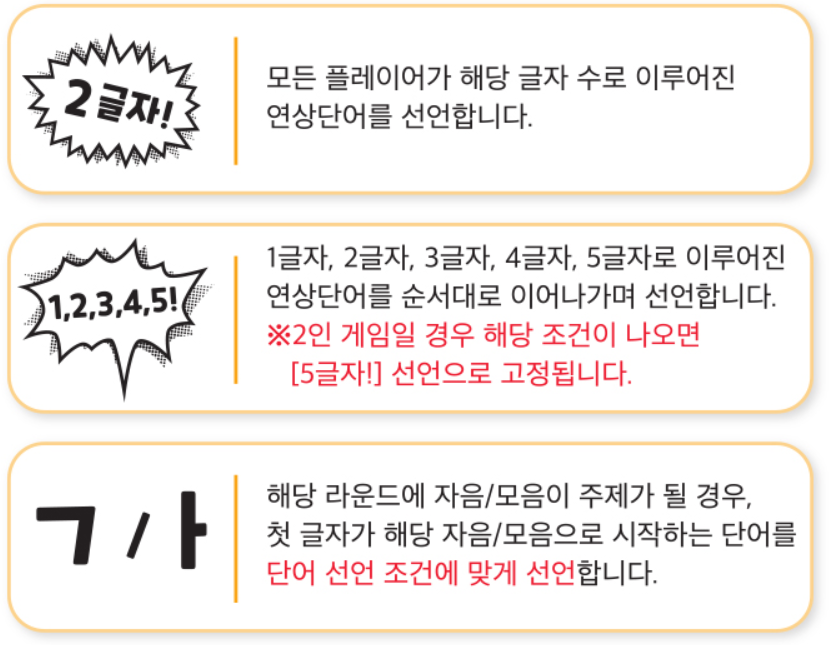 2글자!
모든 플레이어가 해당 글자 수로 이루어진
연상단어를 선언합니다.
1,2,3,4,5!
1글자, 2글자, 3글자, 4글자, 5글자로 이루어진
연상단어를 순서대로 이어나가며 선언합니다.
※2인 게임일 경우 해당 조건이 나오면
[5글자!] 선언으로 고정됩니다.
ㄱ/ㅏ
해당 라운드에 자음/모음이 주제가 될 경우,
첫 글자가 해당 자음/모음으로 시작하는 단어를
단어 선언 조건에 맞게 선언합니다.